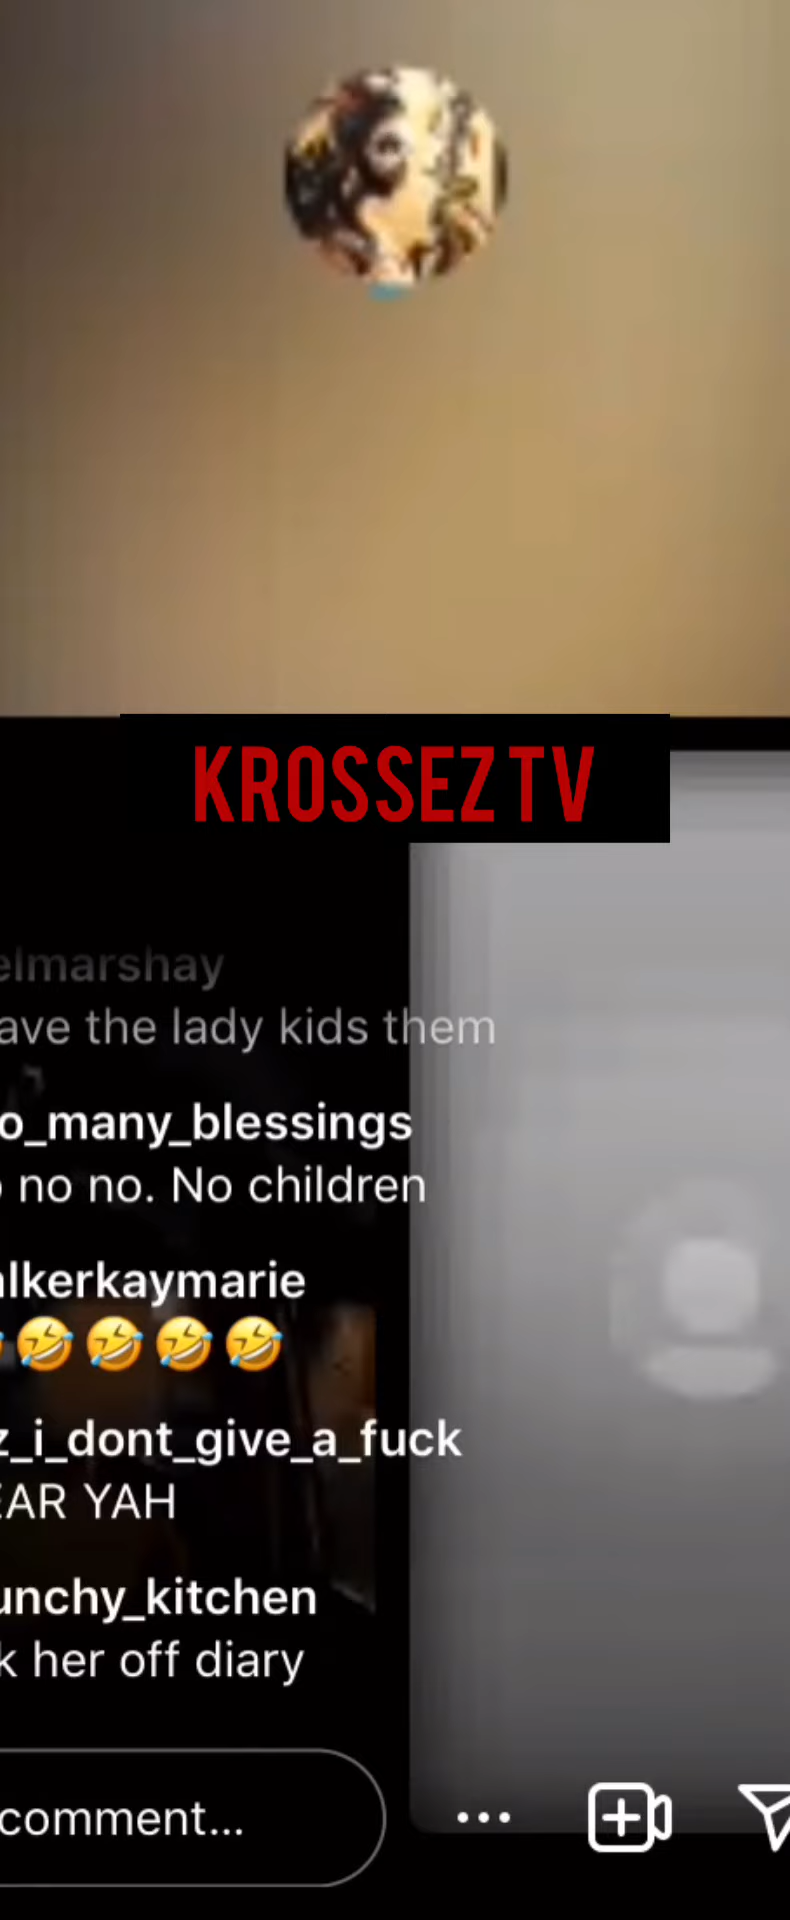 KROSSEZ TV
elmarshay
ave the lady kids them
o_many_blessings
no no. No children
alkerkaymarie
🤣🤣🤣🤣
z_i_dont_give_a_fuck
EAR YAH
unchy_kitchen
k her off diary
comment...